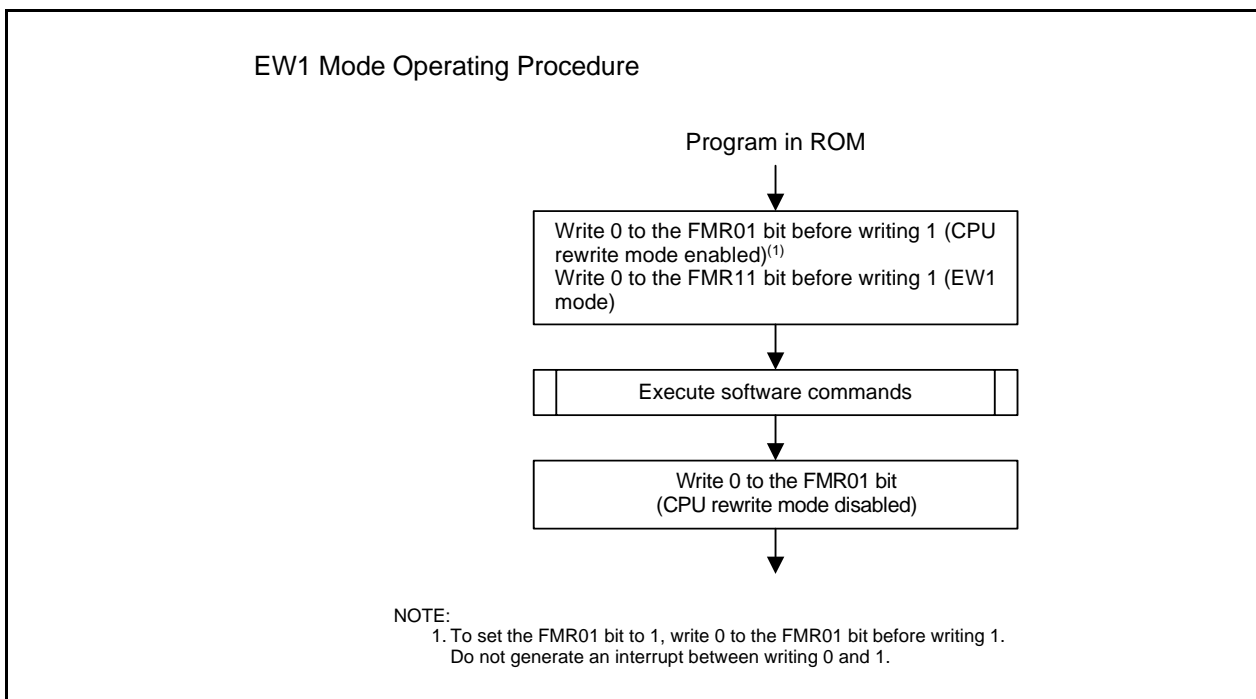 EW1 Mode Operating Procedure
Program in ROM
Write 0 to the FMR01 bit before writing 1 (CPU
rewrite mode enabled)(1)
Write 0 to the FMR11 bit before writing 1 (EW1
mode)
Execute software commands
Write 0 to the FMR01 bit
(CPU rewrite mode disabled)
NOTE:
1. To set the FMR01 bit to 1, write 0 to the FMR01 bit before writing 1.
Do not generate an interrupt between writing 0 and 1.